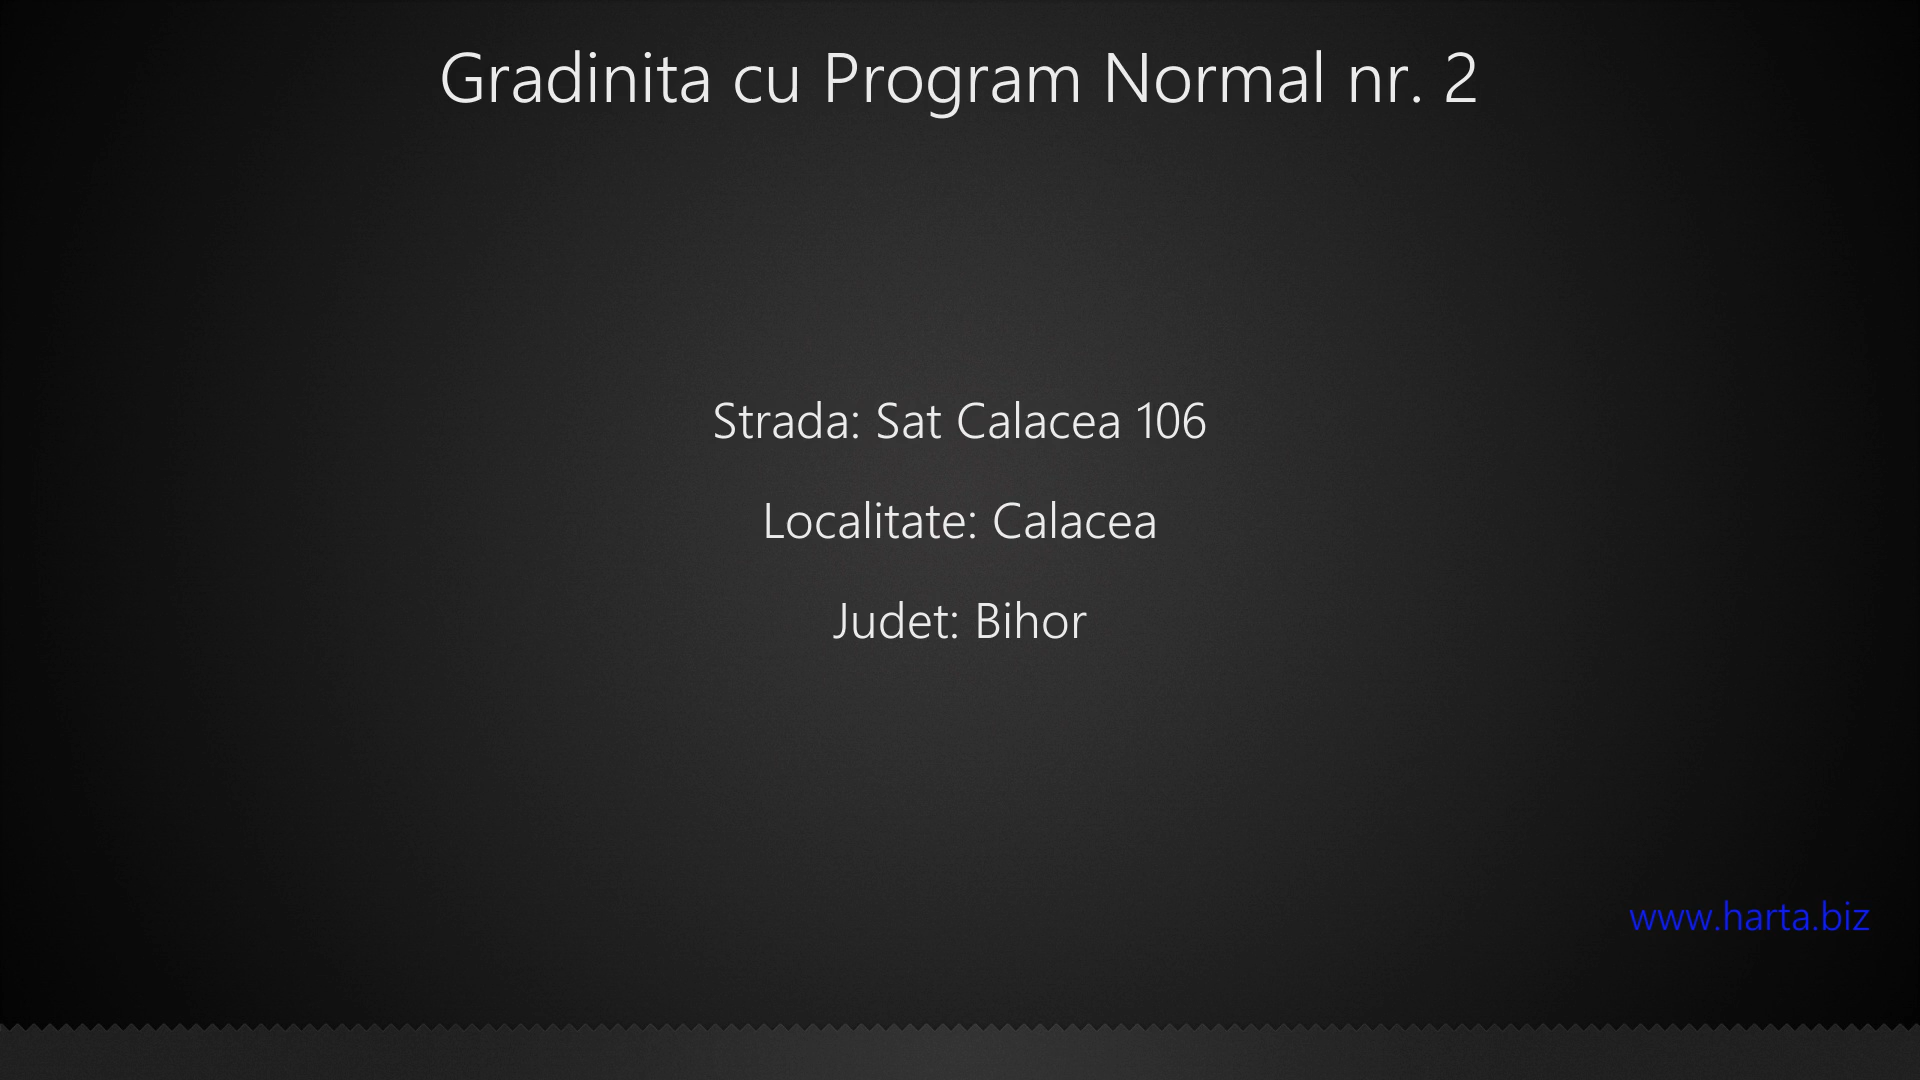 Gradinita cu Program Normal nr. 2
Strada: Sat Calacea 106
Localitate: Calacea
Judet: Bihor
www.harta.biz